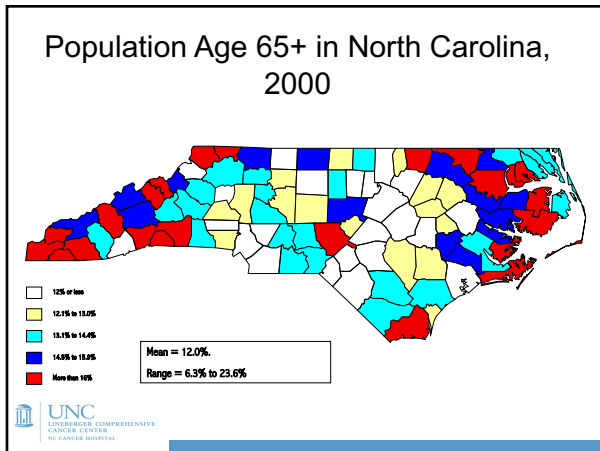 Population Age 65+ in North Carolina,
2000
12% or less
12.1% to 13.0%
13.1% to 14.4%
14.5% to 15.9%
More than 16%
Mean = 12.0%.
Range = 6.3% to 23.6%
UNC
LINEBERGER COMPREHENSIVE
CANCER CENTER
NC CANCER HOSPITAL